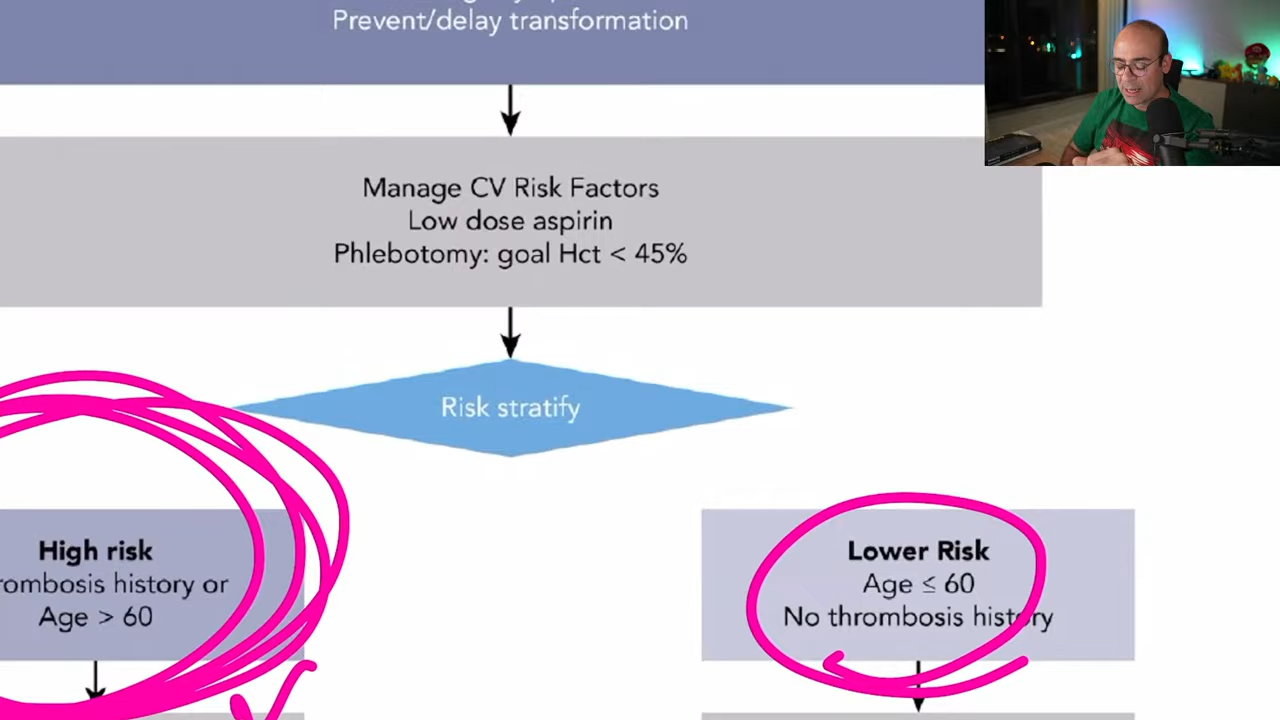 Prevent/delay transformation
Manage CV Risk Factors
Low dose aspirin
Phlebotomy: goal Hct < 45%
Risk stratify
High risk
rombosis history or
Age > 60
Lower Risk
Age ≤ 60
No thrombosis history